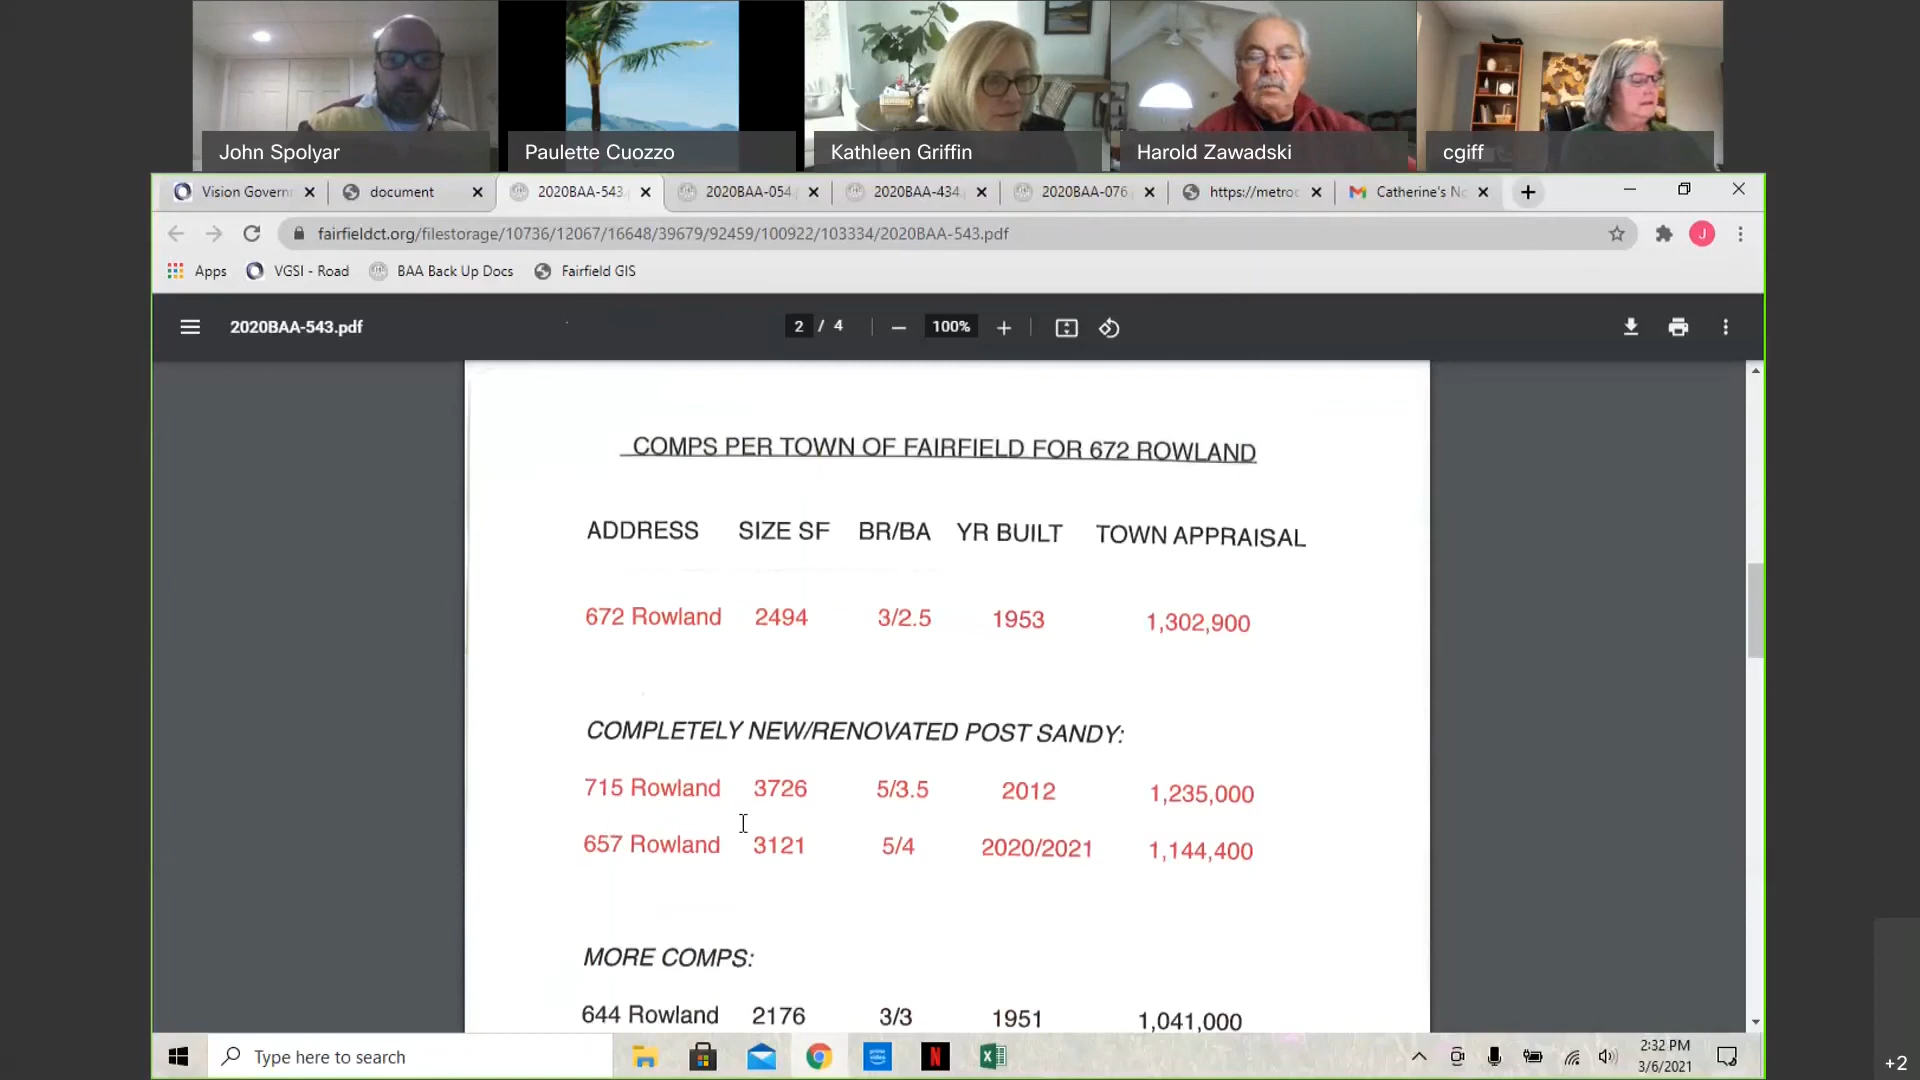 John Spolyar
Paulette Cuozzo
Kathleen Griffin
Harold Zawadski
cgiff
Vision Govern
document
2020BAA-543
2020BAA-054
2020BAA-434
2020BAA-076
https://metroc
Catherine's No
fairfieldct.org/filestorage/10736/12067/16648/39679/92459/100922/103334/2020BAA-543.pdf
J
Apps
VGSI - Road
BAA Back Up Docs
Fairfield GIS
2020BAA-543.pdf
2 / 4
100%
COMPS PER TOWN OF FAIRFIELD FOR 672 ROWLAND
ADDRESS SIZE SF BR/BA YR BUILT TOWN APPRAISAL
672 Rowland 2494 3/2.5 1953 1,302,900
COMPLETELY NEW/RENOVATED POST SANDY:
715 Rowland 3726 5/3.5 2012 1,235,000
657 Rowland 3121 5/4 2020/2021 1,144,400
MORE COMPS:
644 Rowland 2176 3/3 1951 1,041,000
Type here to search
prime video
N
X
2:32 PM
3/6/2021
+2